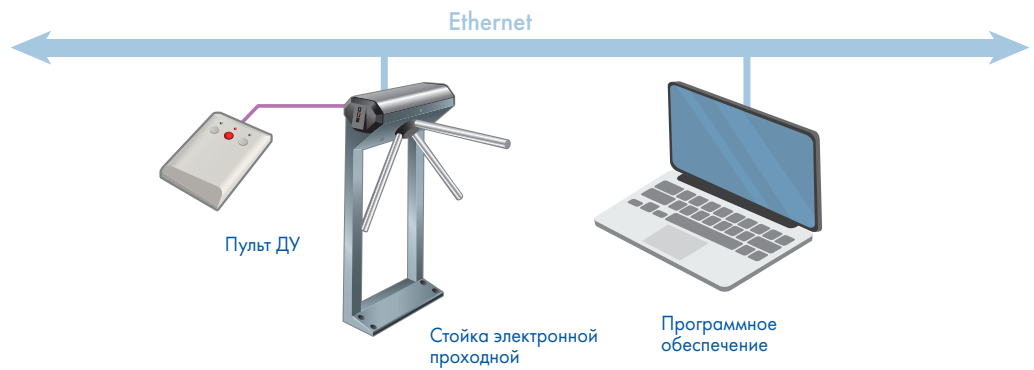 Ethernet
Пульт ДУ
Стойка электронной
проходной
Программное
обеспечение